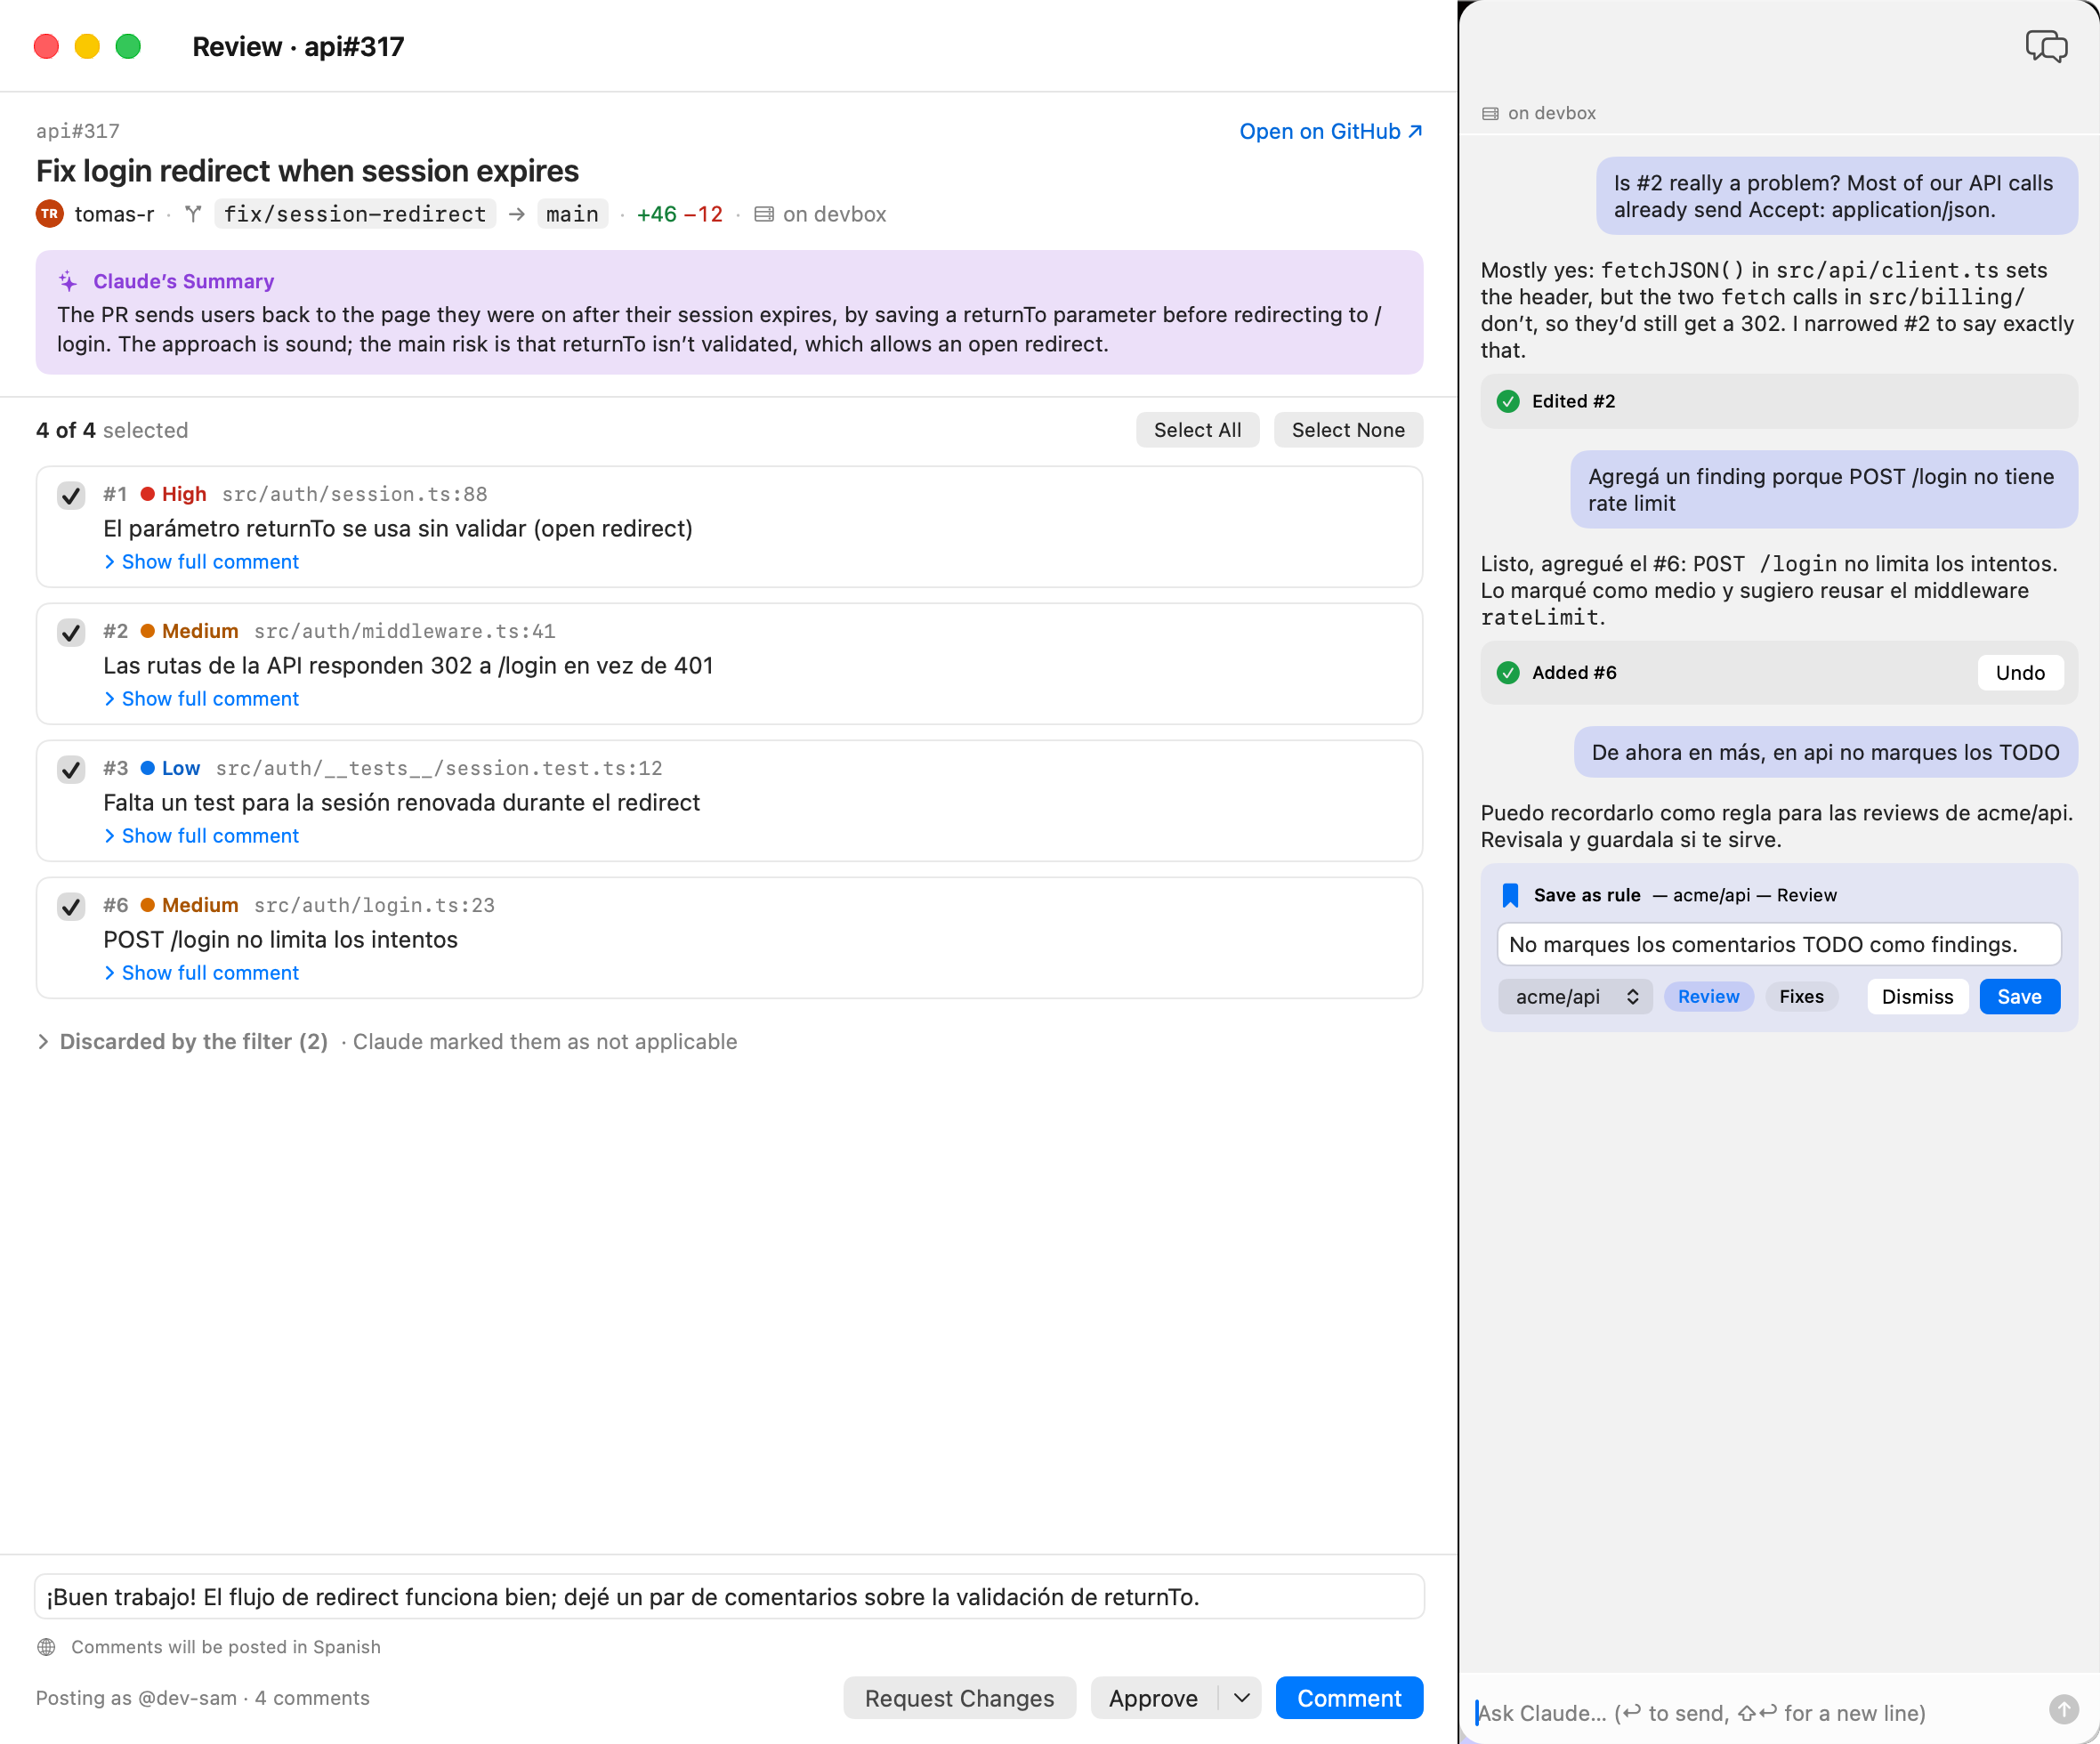 Review · api#317
api#317
Open on GitHub ↗
Fix login redirect when session expires
TR tomas-r · fix/session-redirect → main · +46 −12 · on devbox
Claude’s Summary
The PR sends users back to the page they were on after their session expires, by saving a returnTo parameter before redirecting to /
login. The approach is sound; the main risk is that returnTo isn’t validated, which allows an open redirect.
4 of 4 selected
Select All
Select None
#1 High src/auth/session.ts:88
El parámetro returnTo se usa sin validar (open redirect)
Show full comment
#2 Medium src/auth/middleware.ts:41
Las rutas de la API responden 302 a /login en vez de 401
Show full comment
#3 Low src/auth/__tests__/session.test.ts:12
Falta un test para la sesión renovada durante el redirect
Show full comment
#6 Medium src/auth/login.ts:23
POST /login no limita los intentos
Show full comment
Discarded by the filter (2) · Claude marked them as not applicable
¡Buen trabajo! El flujo de redirect funciona bien; dejé un par de comentarios sobre la validación de returnTo.
Comments will be posted in Spanish
Posting as @dev-sam · 4 comments
Request Changes
Approve
Comment
on devbox
Is #2 really a problem? Most of our API calls
already send Accept: application/json.
Mostly yes: fetchJSON() in src/api/client.ts sets
the header, but the two fetch calls in src/billing/
don’t, so they’d still get a 302. I narrowed #2 to say exactly
that.
Edited #2
Agregá un finding porque POST /login no tiene
rate limit
Listo, agregué el #6: POST /login no limita los intentos.
Lo marqué como medio y sugiero reusar el middleware
rateLimit.
Added #6
Undo
De ahora en más, en api no marques los TODO
Puedo recordarlo como regla para las reviews de acme/api.
Revisala y guardala si te sirve.
Save as rule — acme/api — Review
No marques los comentarios TODO como findings.
acme/api
Review
Fixes
Dismiss
Save
Ask Claude... (↩ to send, ⇧↩ for a new line)